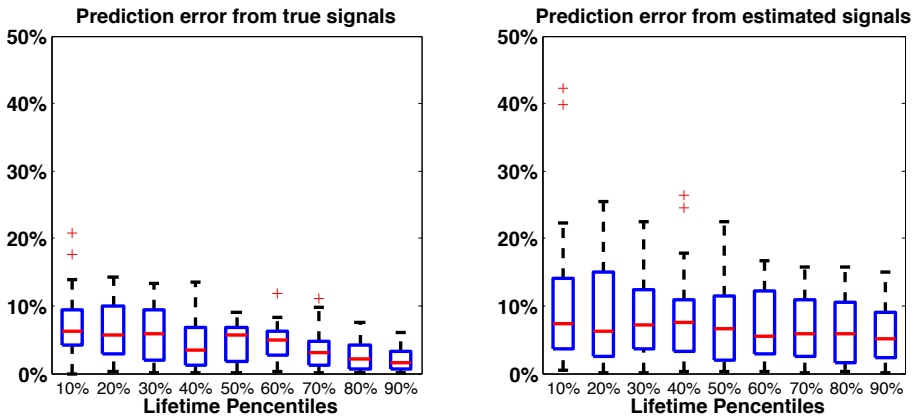 Prediction error from true signals
50%
40%
30%
20%
10%
0%
10% 20% 30% 40% 50% 60% 70% 80% 90%
Lifetime Pencentiles
Prediction error from estimated signals
50%
40%
30%
20%
10%
0%
10% 20% 30% 40% 50% 60% 70% 80% 90%
Lifetime Pencentiles